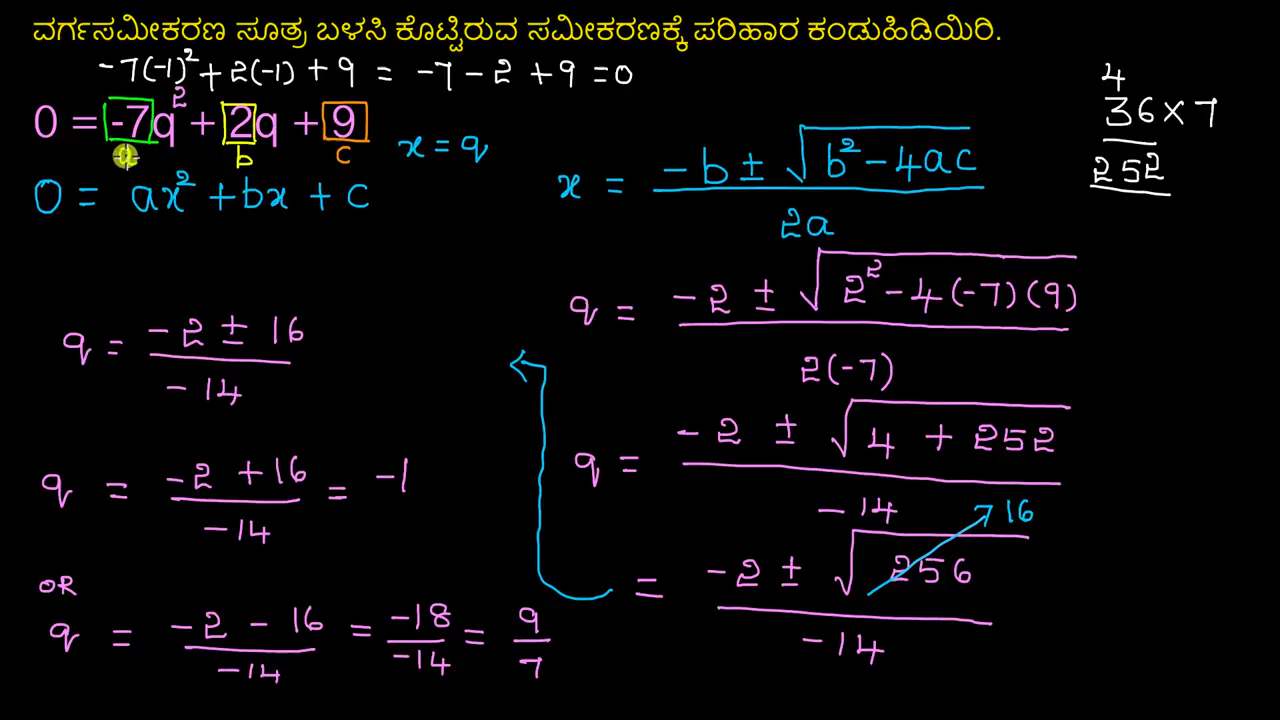 ವರ್ಗಸಮೀಕರಣ ಸೂತ್ರ ಬಳಸಿ ಕೊಟ್ಟಿರುವ ಸಮೀಕರಣಕ್ಕೆ ಪರಿಹಾರ ಕಂಡುಹಿಡಿಯಿರಿ.
-7(-1)² + 2(-1) + 9 = -7 - 2 + 9 = 0
0 = -7q² + 2q + 9
a b c
x = q
0 = ax² + bx + c
4
36 × 7
252
x = (-b ± √(b² - 4ac)) / 2a
q = (-2 ± √(2² - 4(-7)(9))) / 2(-7)
q = (-2 ± √(4 + 252)) / -14
= (-2 ± √256) / -14
16
q = (-2 ± 16) / -14
q = (-2 + 16) / -14 = -1
OR
q = (-2 - 16) / -14 = -18 / -14 = 9 / 7